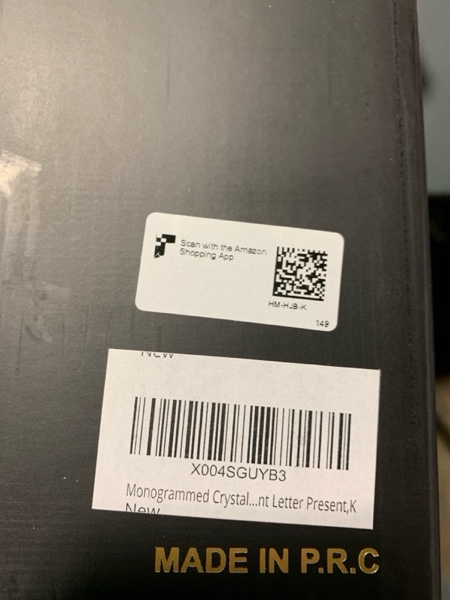 Scan with the Amazon
Shopping App
HM-HJB-K
149
New
X004SGUYB3
Monogrammed Crystal...nt Letter Present,K
New
MADE IN P.R.C